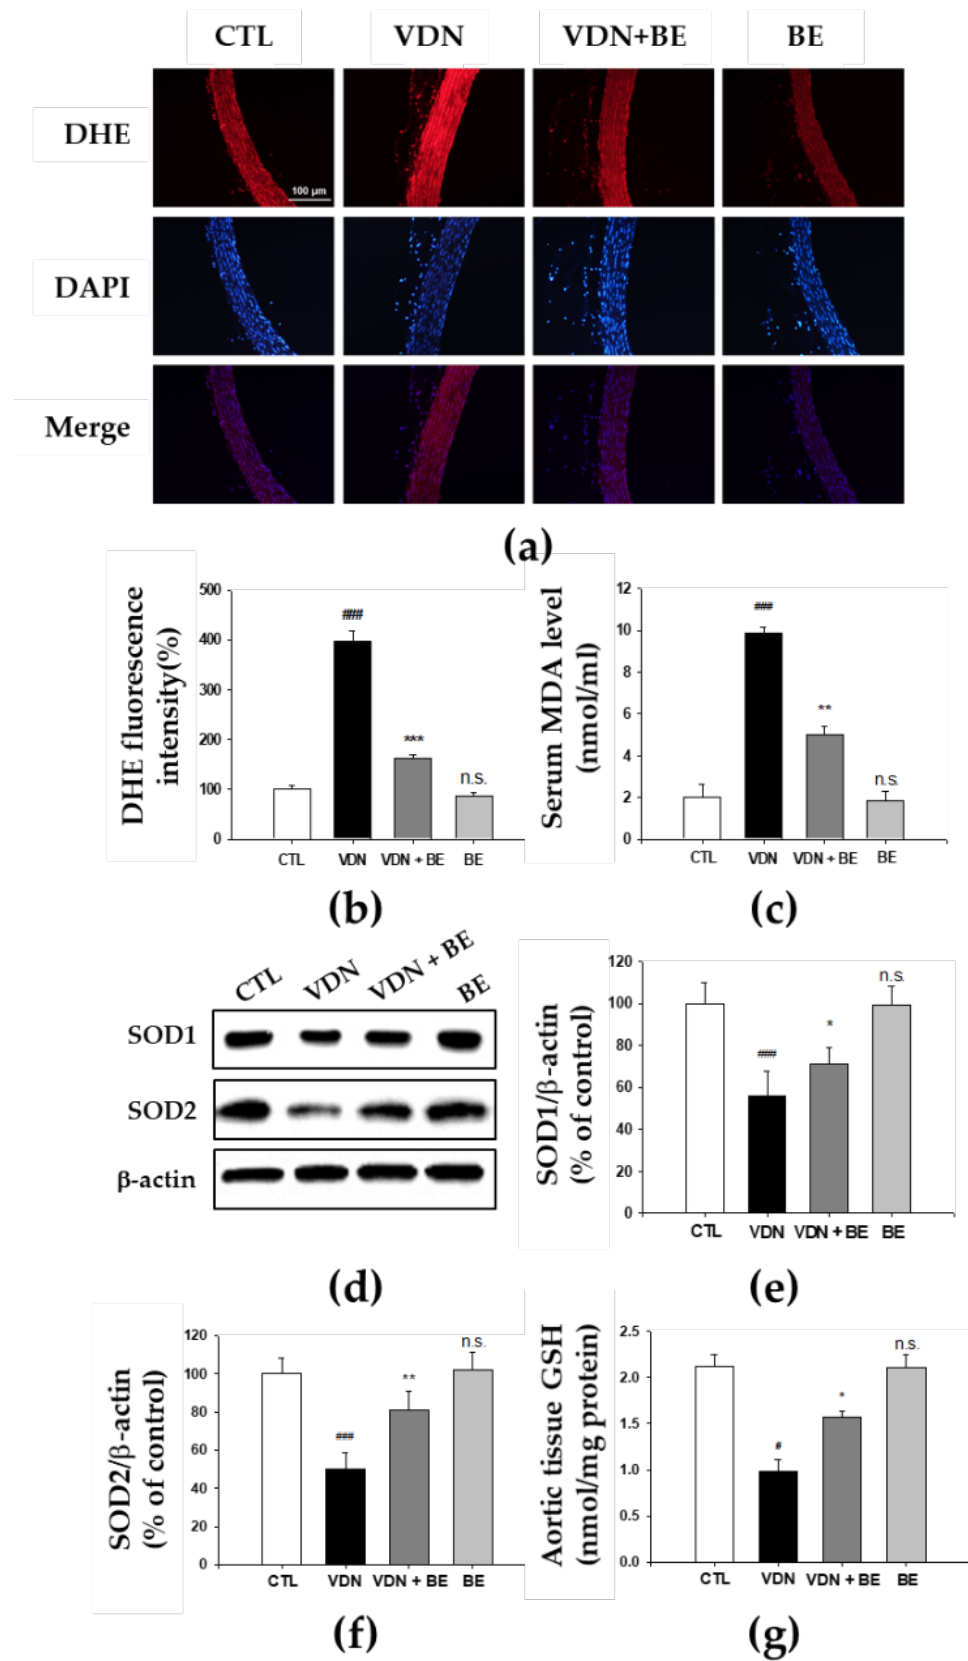 CTL VDN VDN+BE BE
DHE
100 µm
DAPI
Merge
(a)
DHE fluorescence
intensity(%)
500
400
300
200
100
0
###
***
n.s.
CTL VDN VDN + BE BE
(b)
Serum MDA level
(nmol/ml)
12
10
8
6
4
2
0
###
**
n.s.
CTL VDN VDN + BE BE
(c)
CTL VDN VDN + BE BE
SOD1
SOD2
β-actin
(d)
SOD1/β-actin
(% of control)
120
100
80
60
40
20
0
###
*
n.s.
CTL VDN VDN + BE BE
(e)
SOD2/β-actin
(% of control)
120
100
80
60
40
20
0
###
**
n.s.
CTL VDN VDN + BE BE
(f)
Aortic tissue GSH
(nmol/mg protein)
2.5
2.0
1.5
1.0
0.5
0.0
#
*
n.s.
CTL VDN VDN + BE BE
(g)